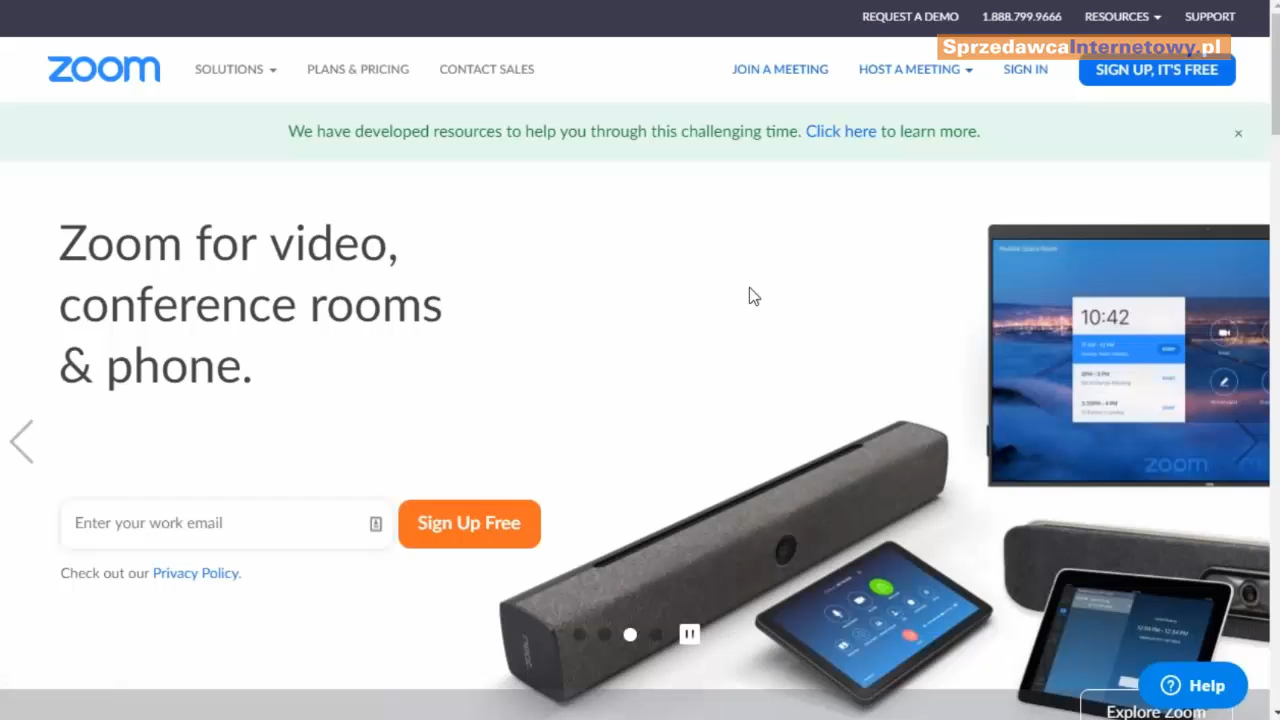 REQUEST A DEMO 1.888.799.9666 RESOURCES SUPPORT
SprzedawcaInternetowy.pl
zoom SOLUTIONS PLANS & PRICING CONTACT SALES JOIN A MEETING HOST A MEETING SIGN IN SIGN UP, IT'S FREE
We have developed resources to help you through this challenging time. Click here to learn more. ×
Zoom for video,
conference rooms
& phone.
10:42
zoom
Enter your work email Sign Up Free
Check out our Privacy Policy.
Help
Explore Zoom